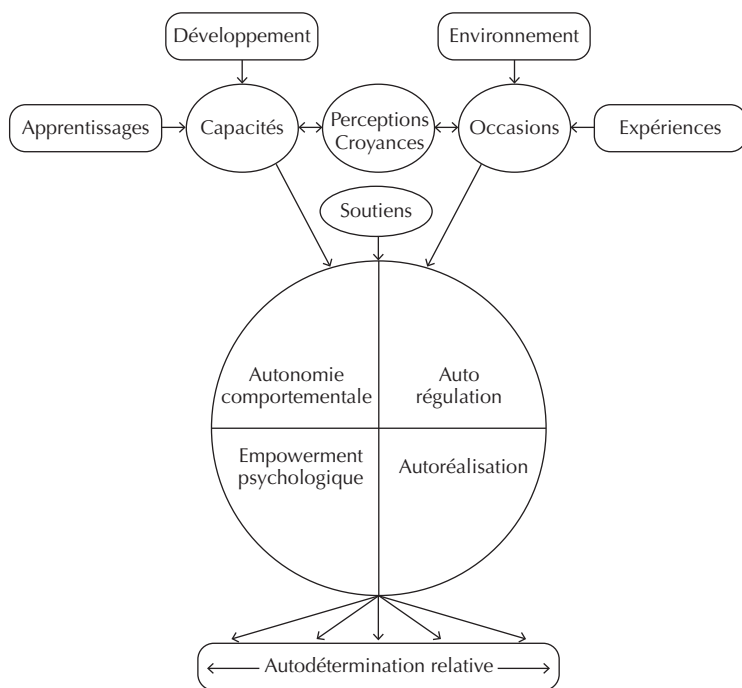 Développement
Environnement
Apprentissages
Capacités
Perceptions
Croyances
Occasions
Expériences
Soutiens
Autonomie
comportementale
Auto
régulation
Empowerment
psychologique
Autoréalisation
Autodétermination relative